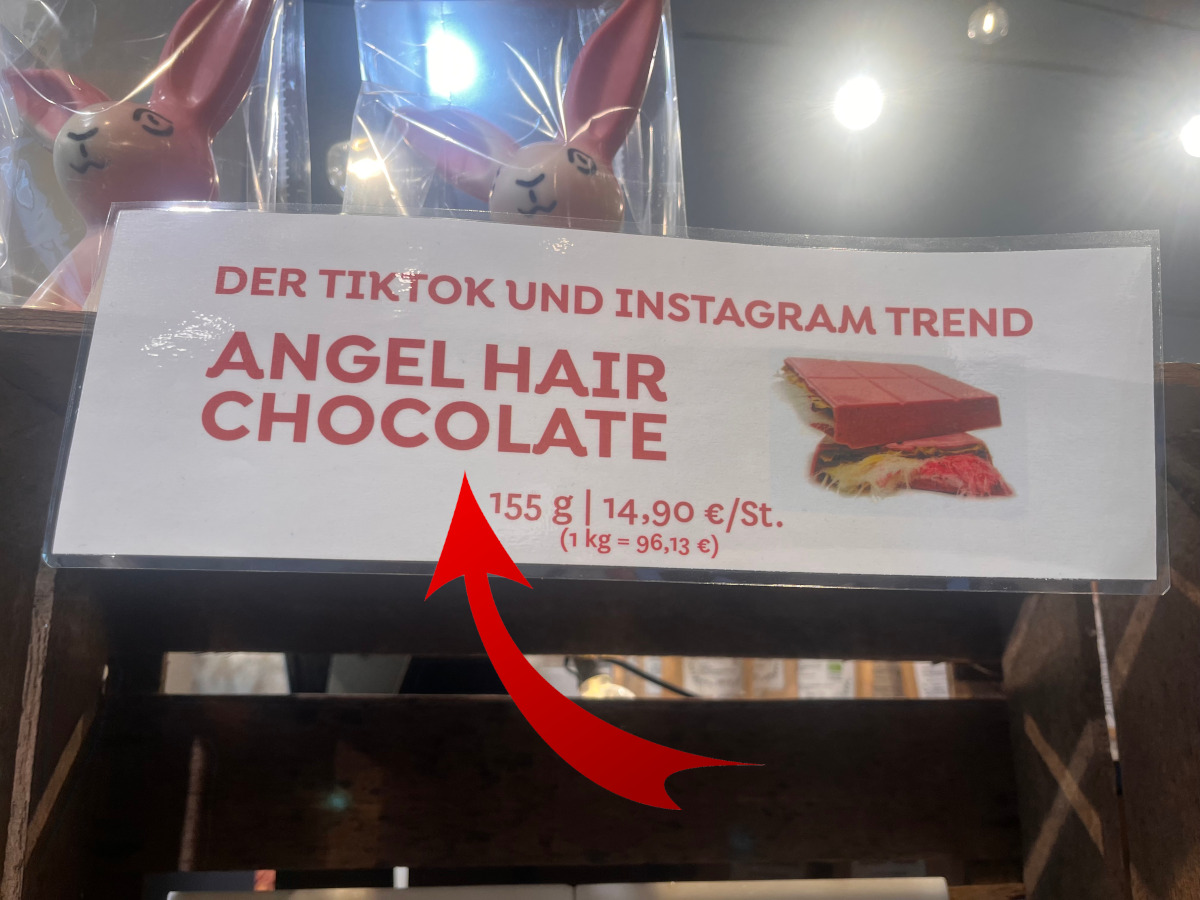 DER TIKTOK UND INSTAGRAM TREND
ANGEL HAIR
CHOCOLATE
155 g | 14,90 €/St.
(1 kg = 96,13 €)